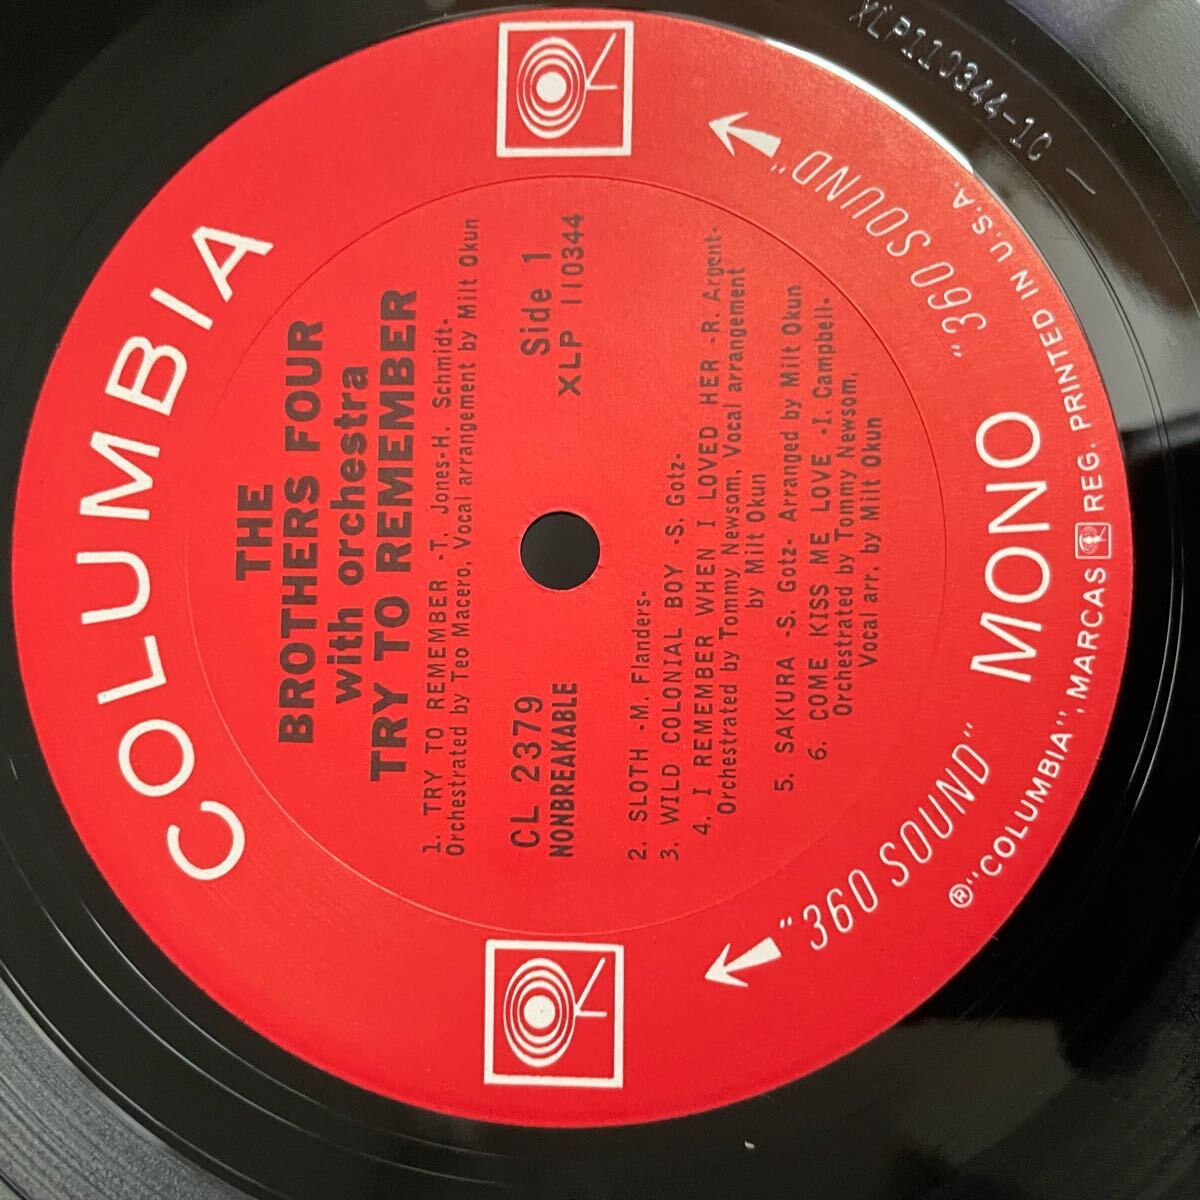 COLUMBIA
THE
BROTHERS FOUR
with orchestra
TRY TO REMEMBER
1. TRY TO REMEMBER -T. Jones-H. Schmidt-
Orchestrated by Teo Macero, Vocal arrangement by Milt Okun
CL 2379
NONBREAKABLE
Side 1
XLP 110344
2. SLOTH -M. Flanders-
3. WILD COLONIAL BOY -S. Gotz-
4. I REMEMBER WHEN I LOVED HER -R. Argent-
Orchestrated by Tommy Newsom, Vocal arrangement
by Milt Okun
5. SAKURA -S. Gotz- Arranged by Milt Okun
6. COME KISS ME LOVE -I. Campbell-
Orchestrated by Tommy Newsom,
Vocal arr. by Milt Okun
"360 SOUND"
MONO
"360 SOUND"
® "COLUMBIA", MARCAS REG. PRINTED IN U.S.A.
XLP110344-1C